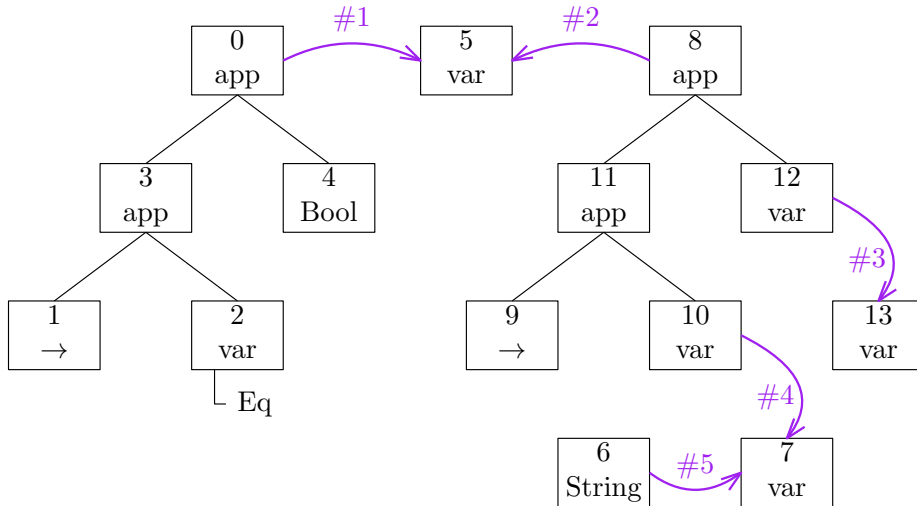 #1
#2
0
app
5
var
8
app
3
app
4
Bool
11
app
12
var
#3
1
→
2
var
9
→
10
var
13
var
Eq
#4
6
String
#5
7
var